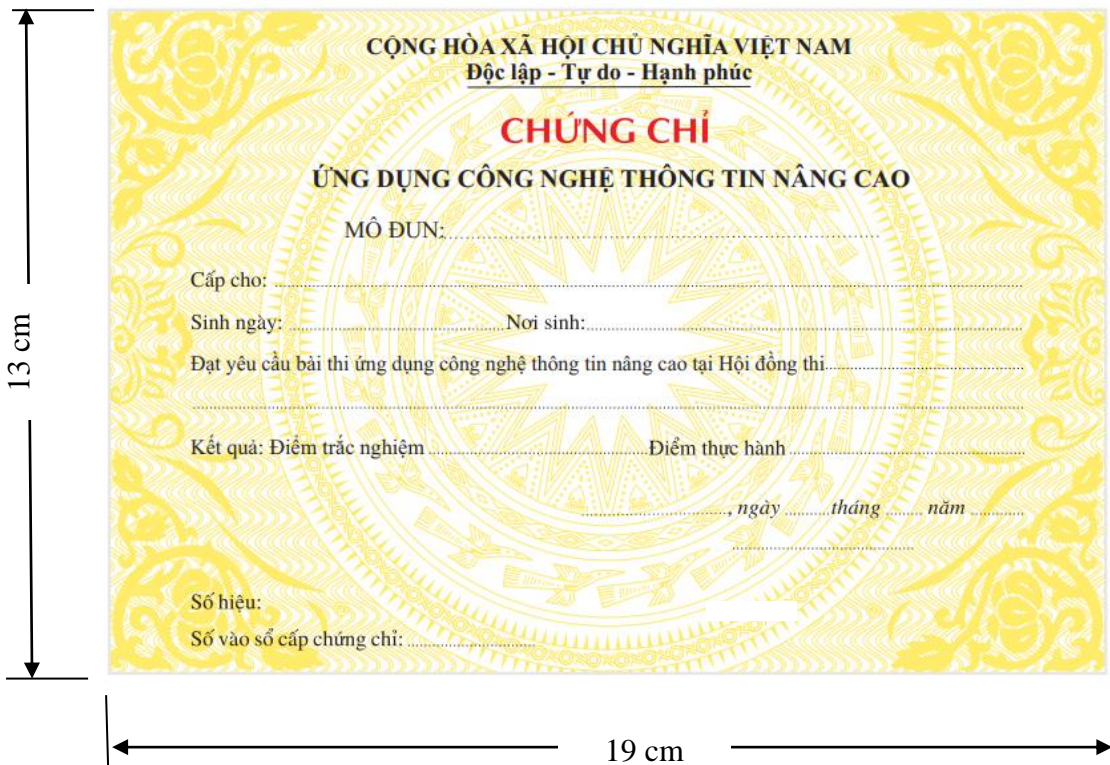 CỘNG HÒA XÃ HỘI CHỦ NGHĨA VIỆT NAM
Độc lập - Tự do - Hạnh phúc
CHỨNG CHỈ
ỨNG DỤNG CÔNG NGHỆ THÔNG TIN NÂNG CAO
MÔ ĐUN:
Cấp cho:
Sinh ngày: Nơi sinh:
Đạt yêu cầu bài thi ứng dụng công nghệ thông tin nâng cao tại Hội đồng thi
Kết quả: Điểm trắc nghiệm Điểm thực hành
, ngày tháng năm
Số hiệu:
Số vào sổ cấp chứng chỉ:
13 cm
19 cm